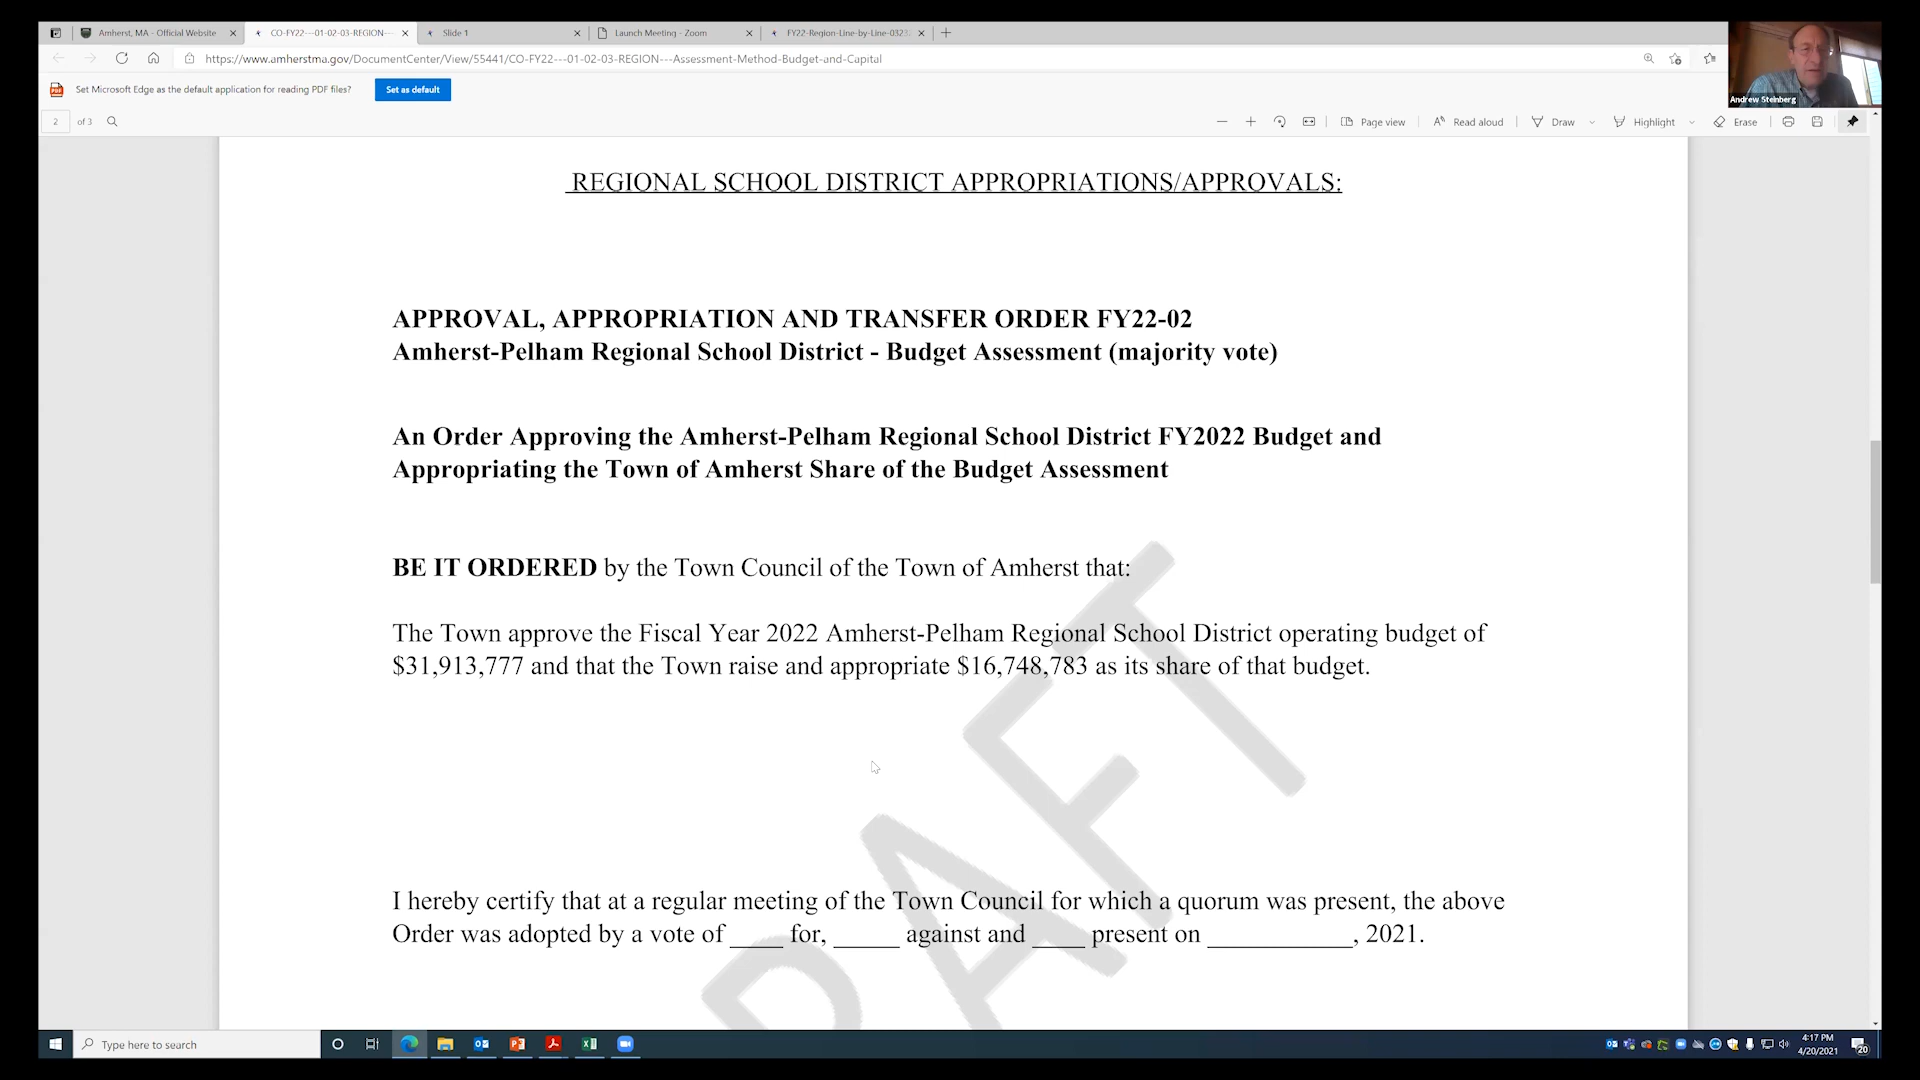 Amherst, MA - Official Website
CO-FY22---01-02-03-REGION---
Slide 1
Launch Meeting - Zoom
FY22-Region-Line-by-Line-0323
https://www.amherstma.gov/DocumentCenter/View/55441/CO-FY22---01-02-03-REGION---Assessment-Method-Budget-and-Capital
Set Microsoft Edge as the default application for reading PDF files?
Set as default
Andrew Steinberg
2 of 3
Page view
Read aloud
Draw
Highlight
Erase
REGIONAL SCHOOL DISTRICT APPROPRIATIONS/APPROVALS:
APPROVAL, APPROPRIATION AND TRANSFER ORDER FY22-02
Amherst-Pelham Regional School District - Budget Assessment (majority vote)
An Order Approving the Amherst-Pelham Regional School District FY2022 Budget and
Appropriating the Town of Amherst Share of the Budget Assessment
BE IT ORDERED by the Town Council of the Town of Amherst that:
The Town approve the Fiscal Year 2022 Amherst-Pelham Regional School District operating budget of
$31,913,777 and that the Town raise and appropriate $16,748,783 as its share of that budget.
I hereby certify that at a regular meeting of the Town Council for which a quorum was present, the above
Order was adopted by a vote of ____ for, _____ against and ____ present on ___________, 2021.
RAFT
Type here to search
4:17 PM
4/20/2021
20